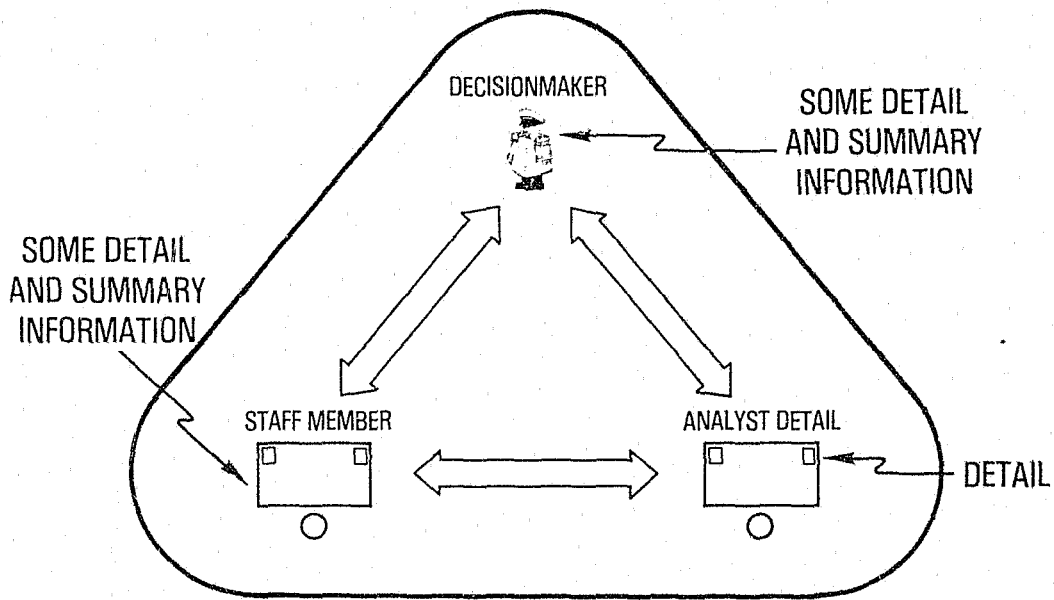 DECISIONMAKER
SOME DETAIL
AND SUMMARY
INFORMATION
SOME DETAIL
AND SUMMARY
INFORMATION
STAFF MEMBER
ANALYST DETAIL
DETAIL